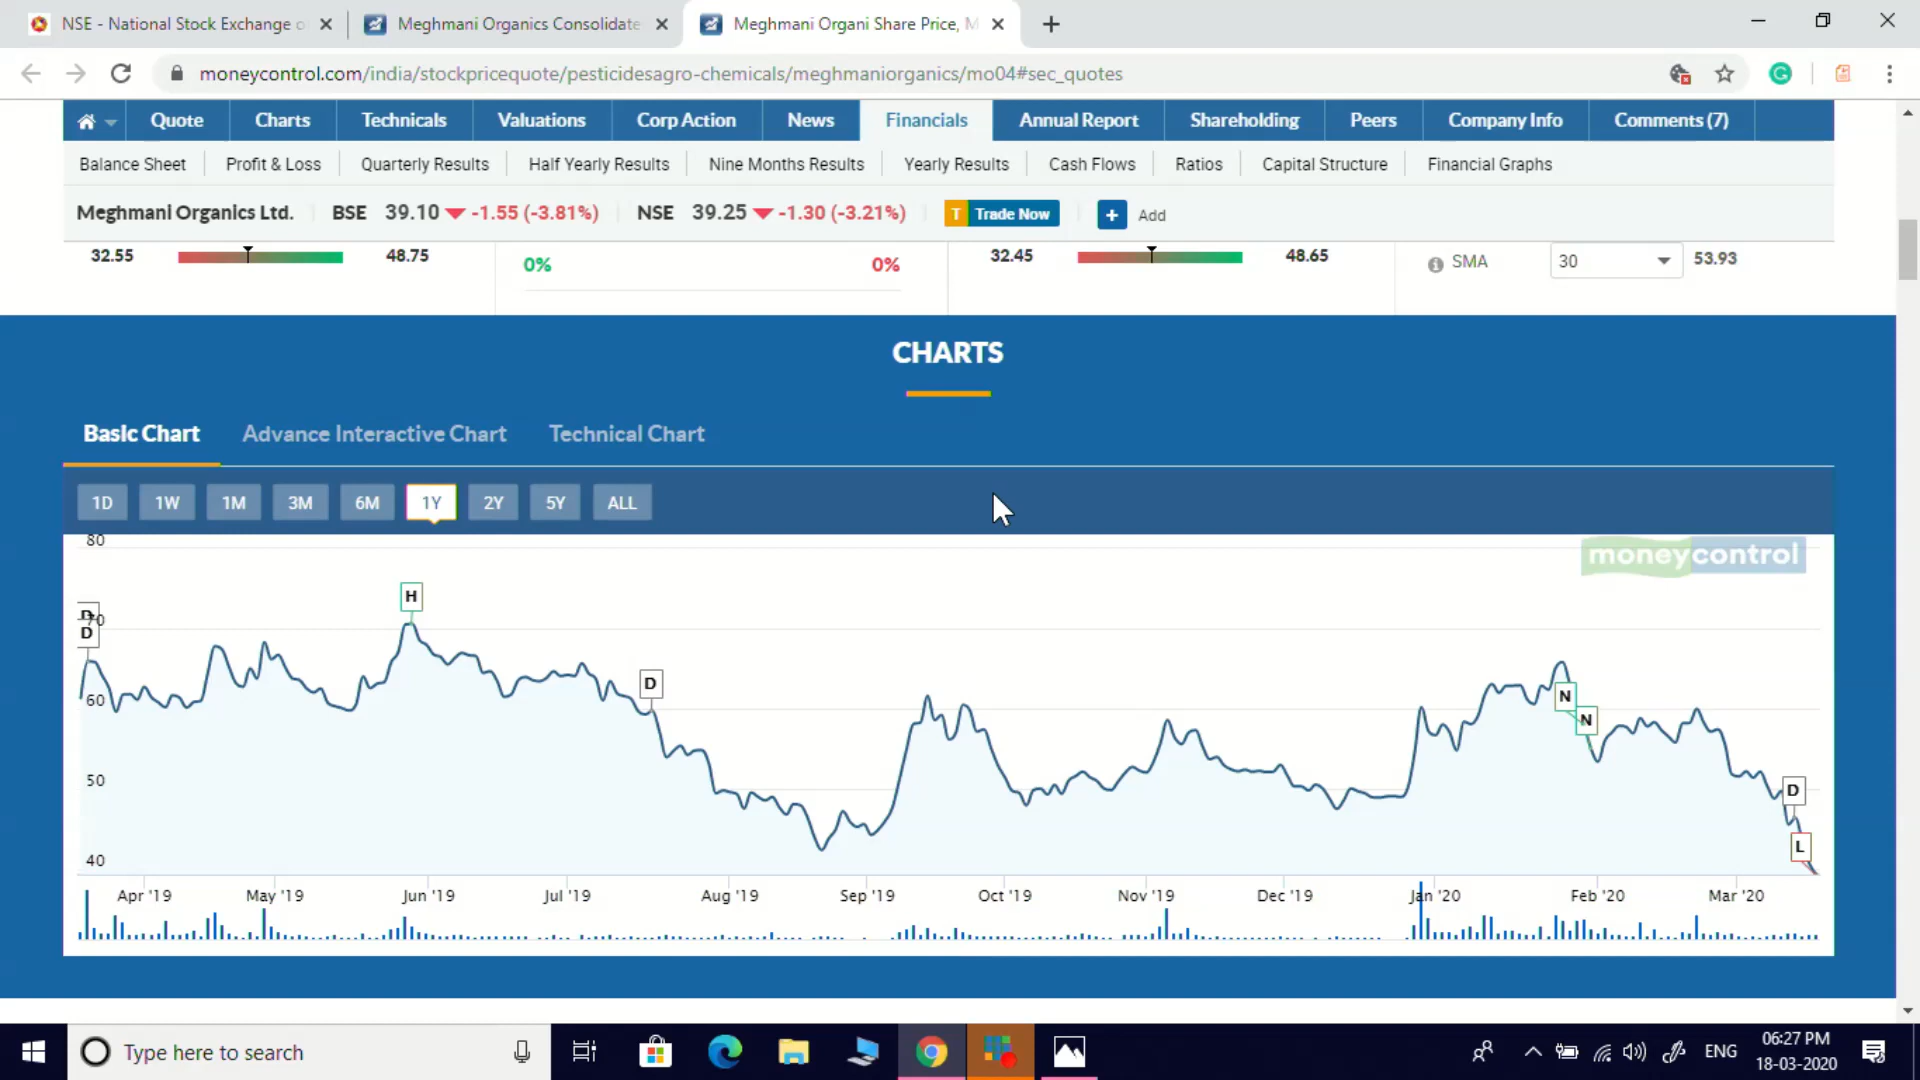 NSE - National Stock Exchange o
Meghmani Organics Consolidate
Meghmani Organi Share Price, M
moneycontrol.com/india/stockpricequote/pesticidesagro-chemicals/meghmaniorganics/mo04#sec_quotes
Quote Charts Technicals Valuations Corp Action News Financials Annual Report Shareholding Peers Company Info Comments (7)
Balance Sheet Profit & Loss Quarterly Results Half Yearly Results Nine Months Results Yearly Results Cash Flows Ratios Capital Structure Financial Graphs
Meghmani Organics Ltd. BSE 39.10 -1.55 (-3.81%) NSE 39.25 -1.30 (-3.21%) T Trade Now + Add
32.55 48.75 0% 0% 32.45 48.65 SMA 30 53.93
CHARTS
Basic Chart Advance Interactive Chart Technical Chart
1D 1W 1M 3M 6M 1Y 2Y 5Y ALL
moneycontrol
80
70
60
50
40
D
D
H
D
N
N
D
L
Apr '19 May '19 Jun '19 Jul '19 Aug '19 Sep '19 Oct '19 Nov '19 Dec '19 Jan '20 Feb '20 Mar '20
Type here to search
ENG
06:27 PM
18-03-2020